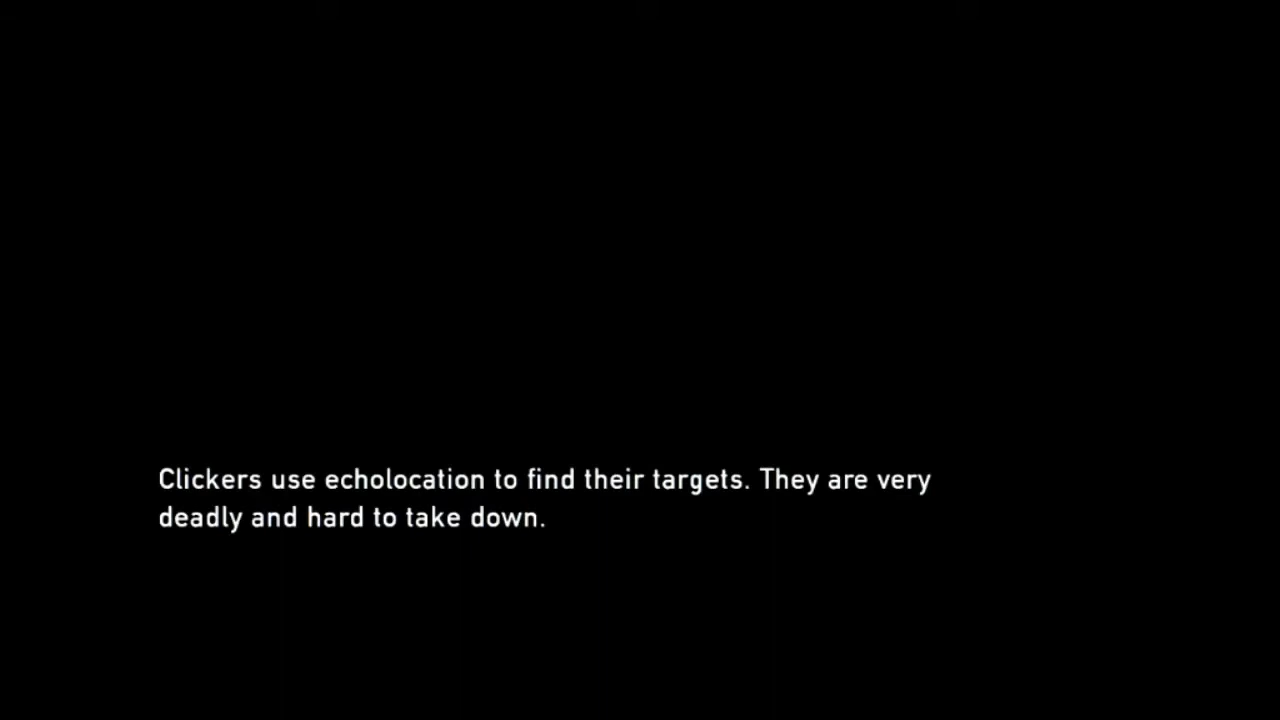 Clickers use echolocation to find their targets. They are very
deadly and hard to take down.